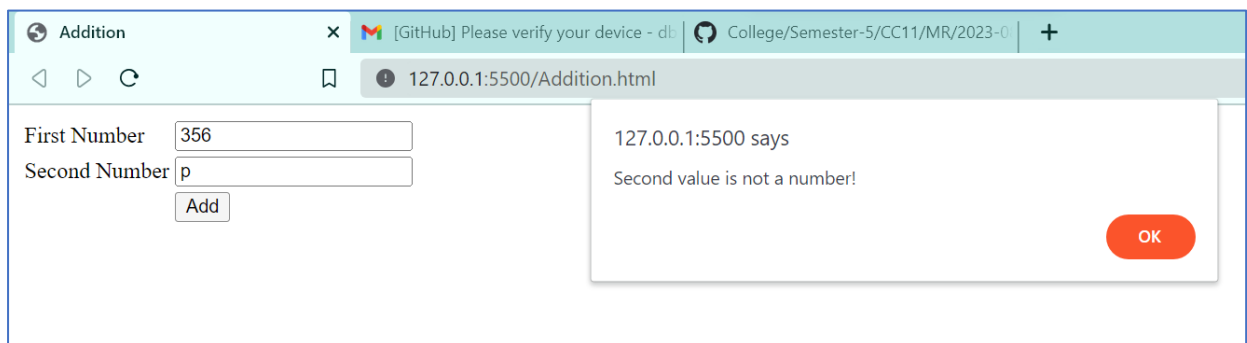 Addition
[GitHub] Please verify your device - db
College/Semester-5/CC11/MR/2023-0
127.0.0.1:5500/Addition.html
First Number 356
Second Number p
Add
127.0.0.1:5500 says
Second value is not a number!
OK